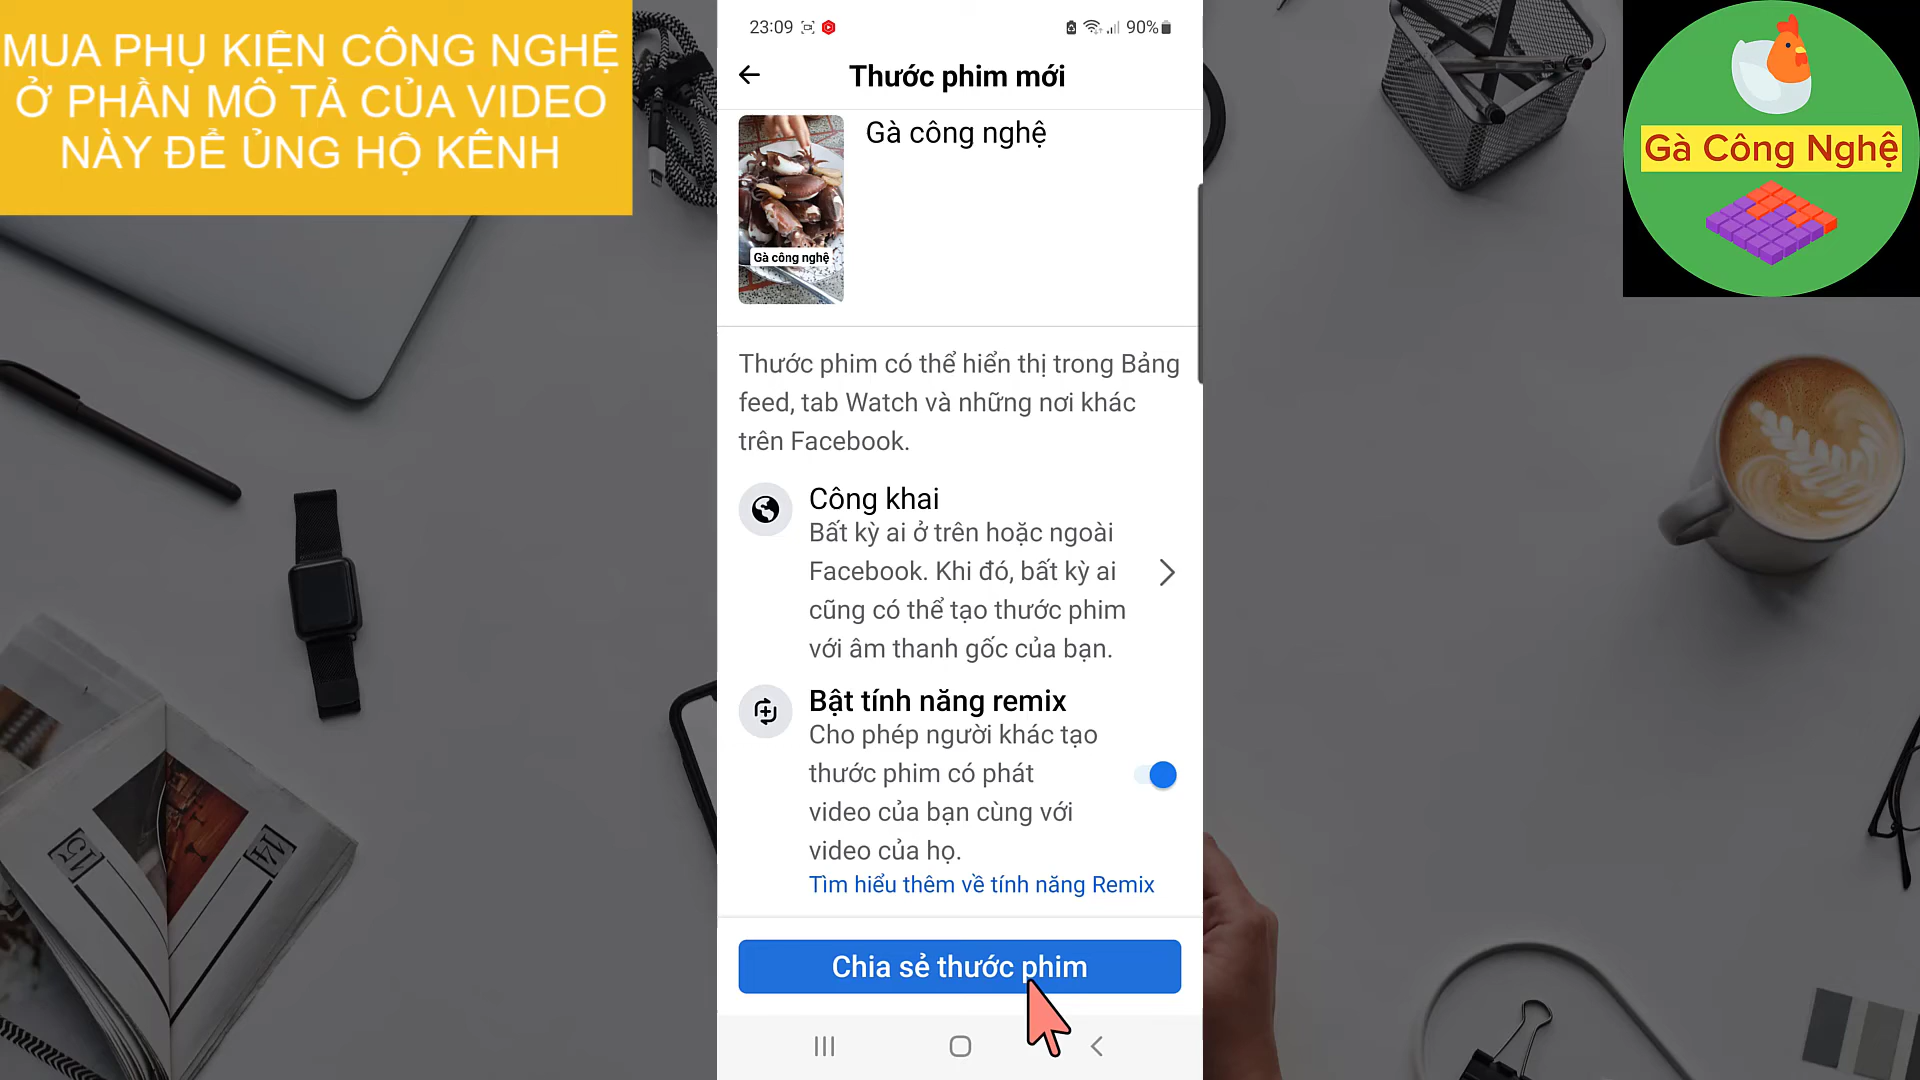 MUA PHỤ KIỆN CÔNG NGHỆ
Ở PHẦN MÔ TẢ CỦA VIDEO
NÀY ĐỂ ỦNG HỘ KÊNH
23:09
90%
Thước phim mới
Gà công nghệ
Gà công nghệ
Thước phim có thể hiển thị trong Bảng
feed, tab Watch và những nơi khác
trên Facebook.
Công khai
Bất kỳ ai ở trên hoặc ngoài
Facebook. Khi đó, bất kỳ ai
cũng có thể tạo thước phim
với âm thanh gốc của bạn.
Bật tính năng remix
Cho phép người khác tạo
thước phim có phát
video của bạn cùng với
video của họ.
Tìm hiểu thêm về tính năng Remix
Chia sẻ thước phim
Gà Công Nghệ
15
14